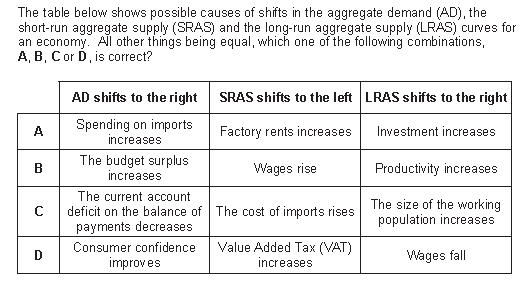 The table below shows possible causes of shifts in the aggregate demand (AD), the
short-run aggregate supply (SRAS) and the long-run aggregate supply (LRAS) curves for
an economy. All other things being equal, which one of the following combinations,
A, B, C or D, is correct?
AD shifts to the right SRAS shifts to the left LRAS shifts to the right
A Spending on imports
increases Factory rents increases Investment increases
B The budget surplus
increases Wages rise Productivity increases
C The current account
deficit on the balance of
payments decreases The cost of imports rises The size of the working
population increases
D Consumer confidence
improves Value Added Tax (VAT)
increases Wages fall